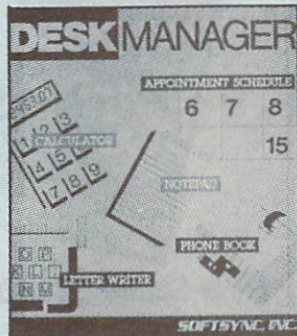 DESKMANAGER
APPOINTMENT SCHEDULE
6 7 8
15
1 2 3
CALCULATOR
4 5 6
7 8 9
NOTEPAD
PHONE BOOK
LETTER WRITER
SOFTSYNC, INC.